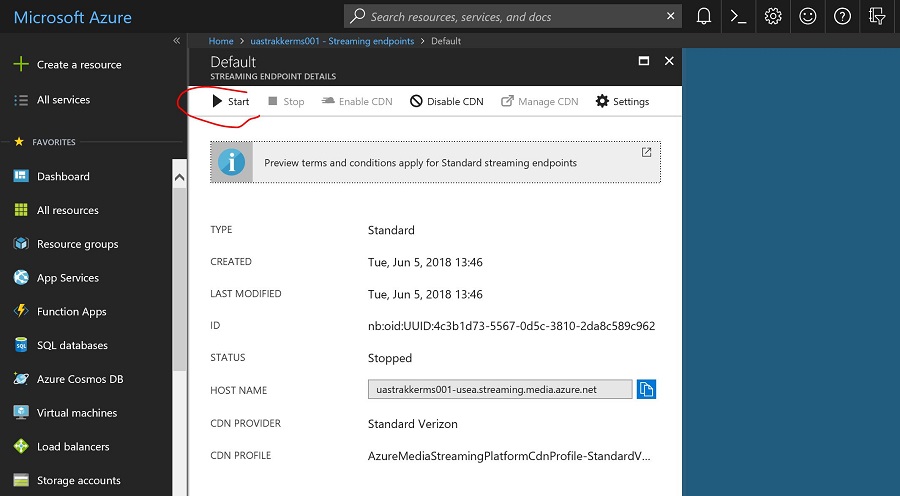 Microsoft Azure
Search resources, services, and docs
Home > uastrakkerms001 - Streaming endpoints > Default
Create a resource
All services
FAVORITES
Dashboard
All resources
Resource groups
App Services
Function Apps
SQL databases
Azure Cosmos DB
Virtual machines
Load balancers
Storage accounts
Default
STREAMING ENDPOINT DETAILS
Start Stop Enable CDN Disable CDN Manage CDN Settings
Preview terms and conditions apply for Standard streaming endpoints
TYPE Standard
CREATED Tue, Jun 5, 2018 13:46
LAST MODIFIED Tue, Jun 5, 2018 13:46
ID nb:oid:UUID:4c3b1d73-5567-0d5c-3810-2da8c589c962
STATUS Stopped
HOST NAME uastrakkerms001-usea.streaming.media.azure.net
CDN PROVIDER Standard Verizon
CDN PROFILE AzureMediaStreamingPlatformCdnProfile-StandardV...